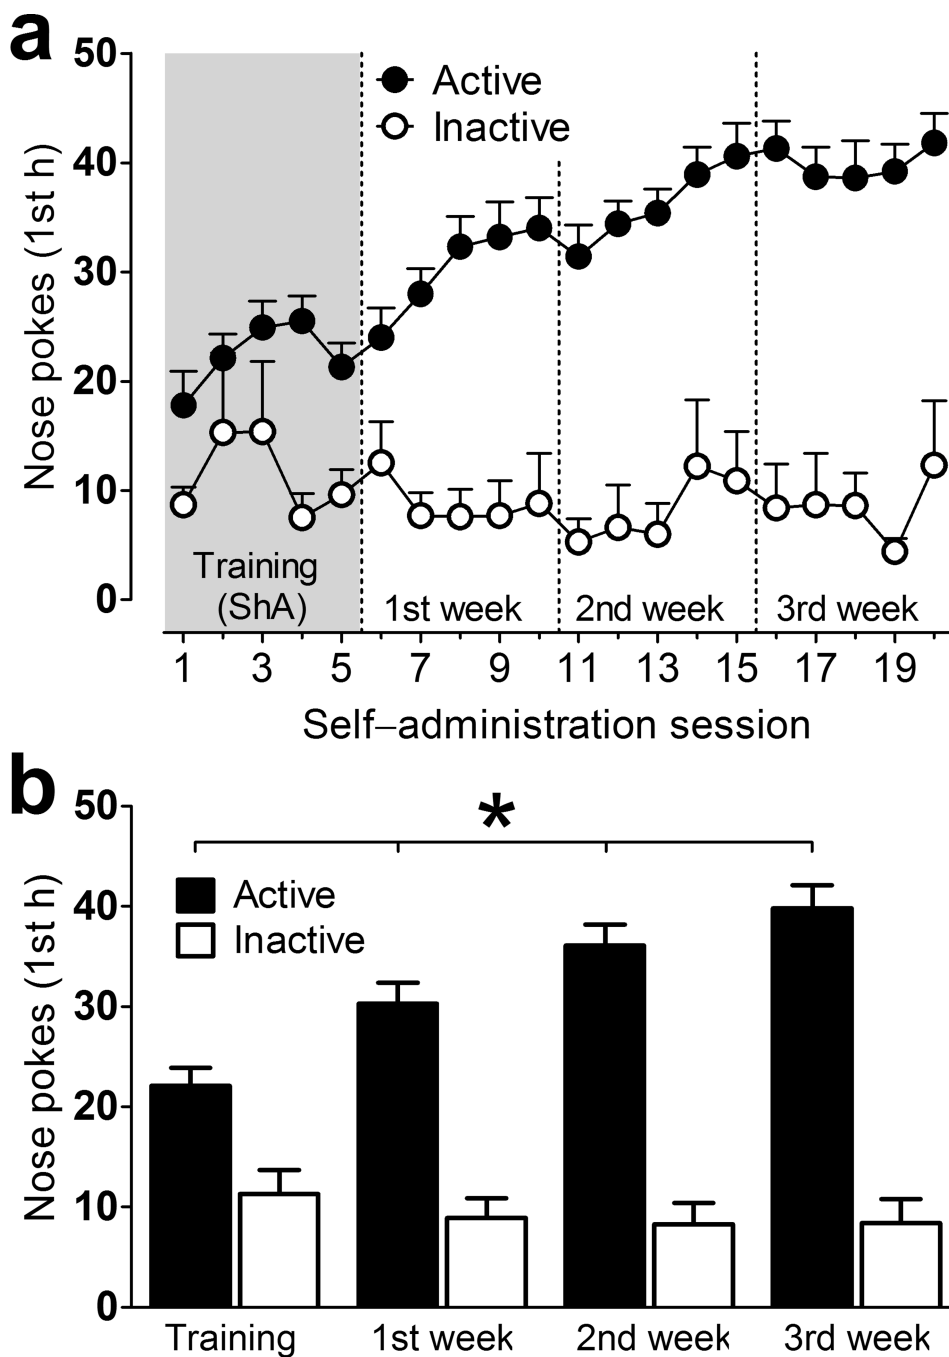 a
50
40
30
20
10
0
Nose pokes (1st h)
Active
Inactive
Training
(ShA)
1st week
2nd week
3rd week
1 3 5 7 9 11 13 15 17 19
Self–administration session
b
50
40
30
20
10
0
Nose pokes (1st h)
*
Active
Inactive
Training 1st week 2nd week 3rd week